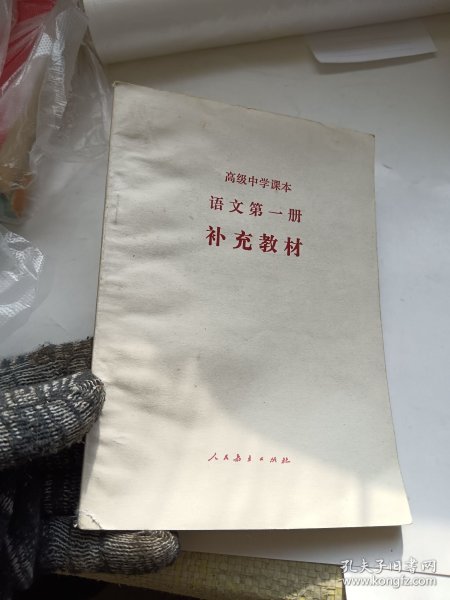 高级中学课本
语文第一册
补充教材
人民教育出版社
孔夫子旧书网
www.kongfz.com